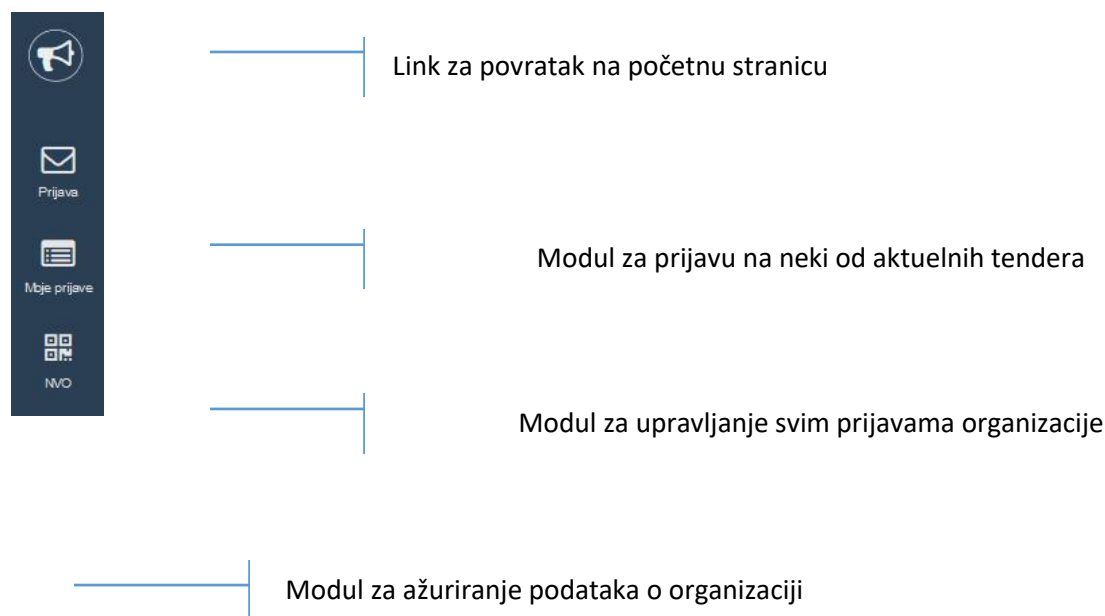 Link za povratak na početnu stranicu
Prijava
Modul za prijavu na neki od aktuelnih tendera
Moje prijave
NVO
Modul za upravljanje svim prijavama organizacije
Modul za ažuriranje podataka o organizaciji